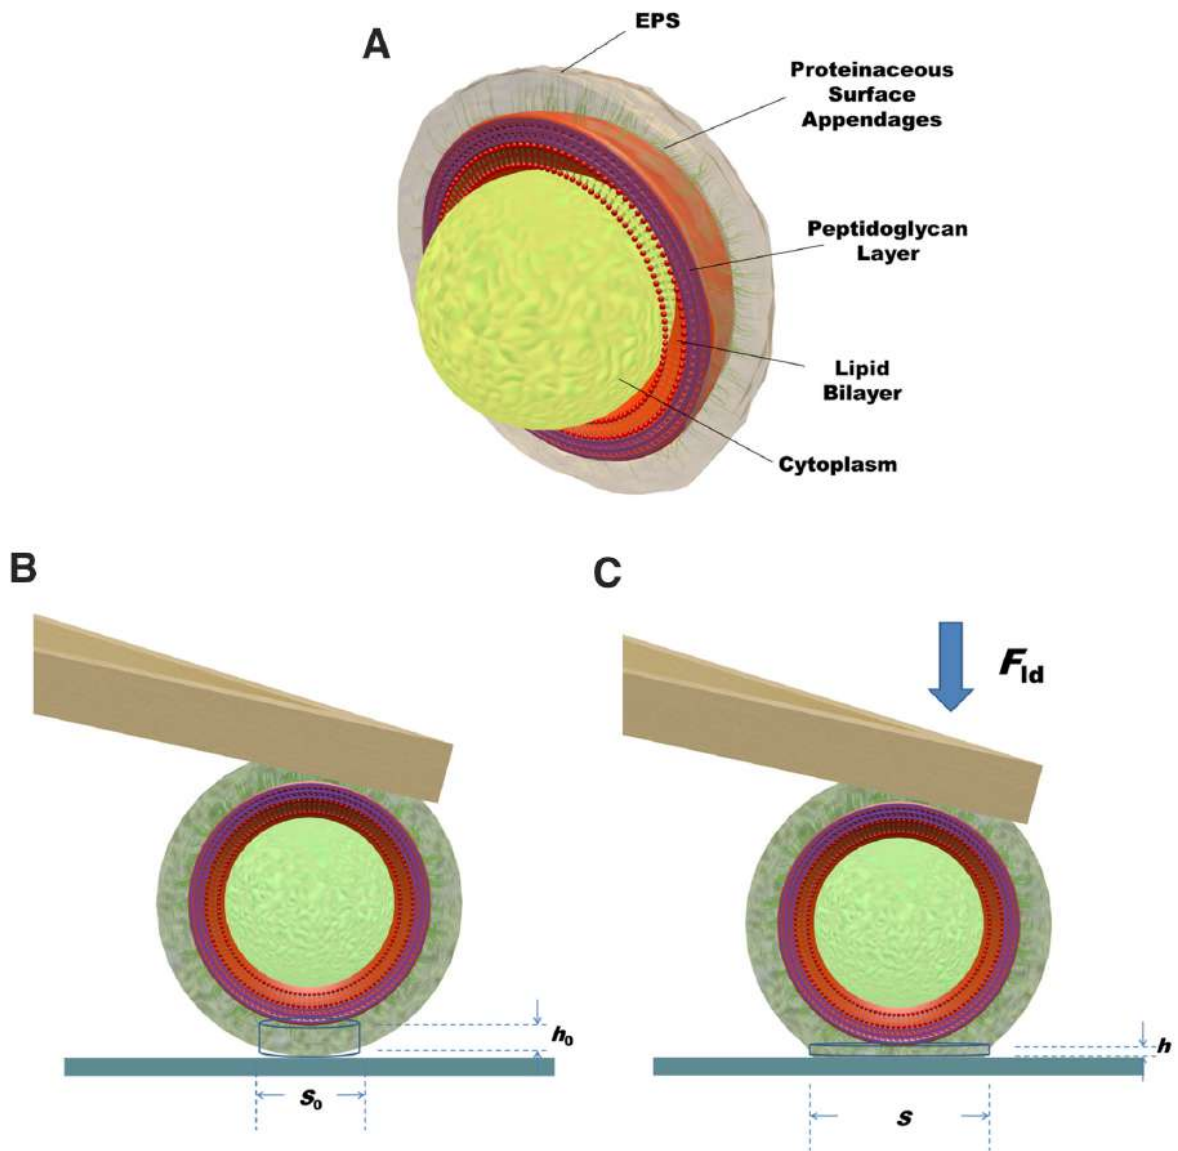 A
EPS
Proteinaceous
Surface
Appendages
Peptidoglycan
Layer
Lipid
Bilayer
Cytoplasm
B
C
F_ld
h₀
h
S₀
S